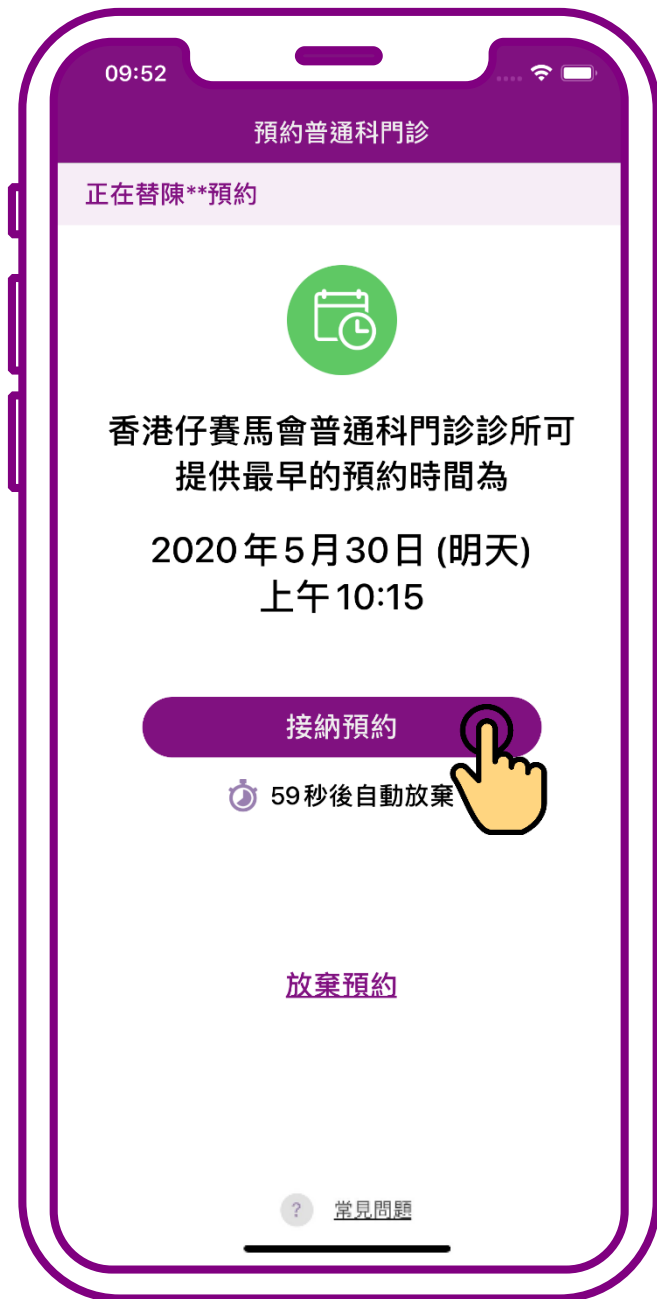 09:52
預約普通科門診
正在替陳**預約
香港仔賽馬會普通科門診診所可
提供最早的預約時間為
2020年5月30日 (明天)
上午10:15
接納預約
59秒後自動放棄
放棄預約
? 常見問題